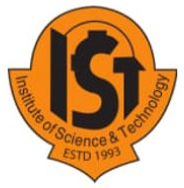 IST
Institute of Science & Technology
ESTD 1993